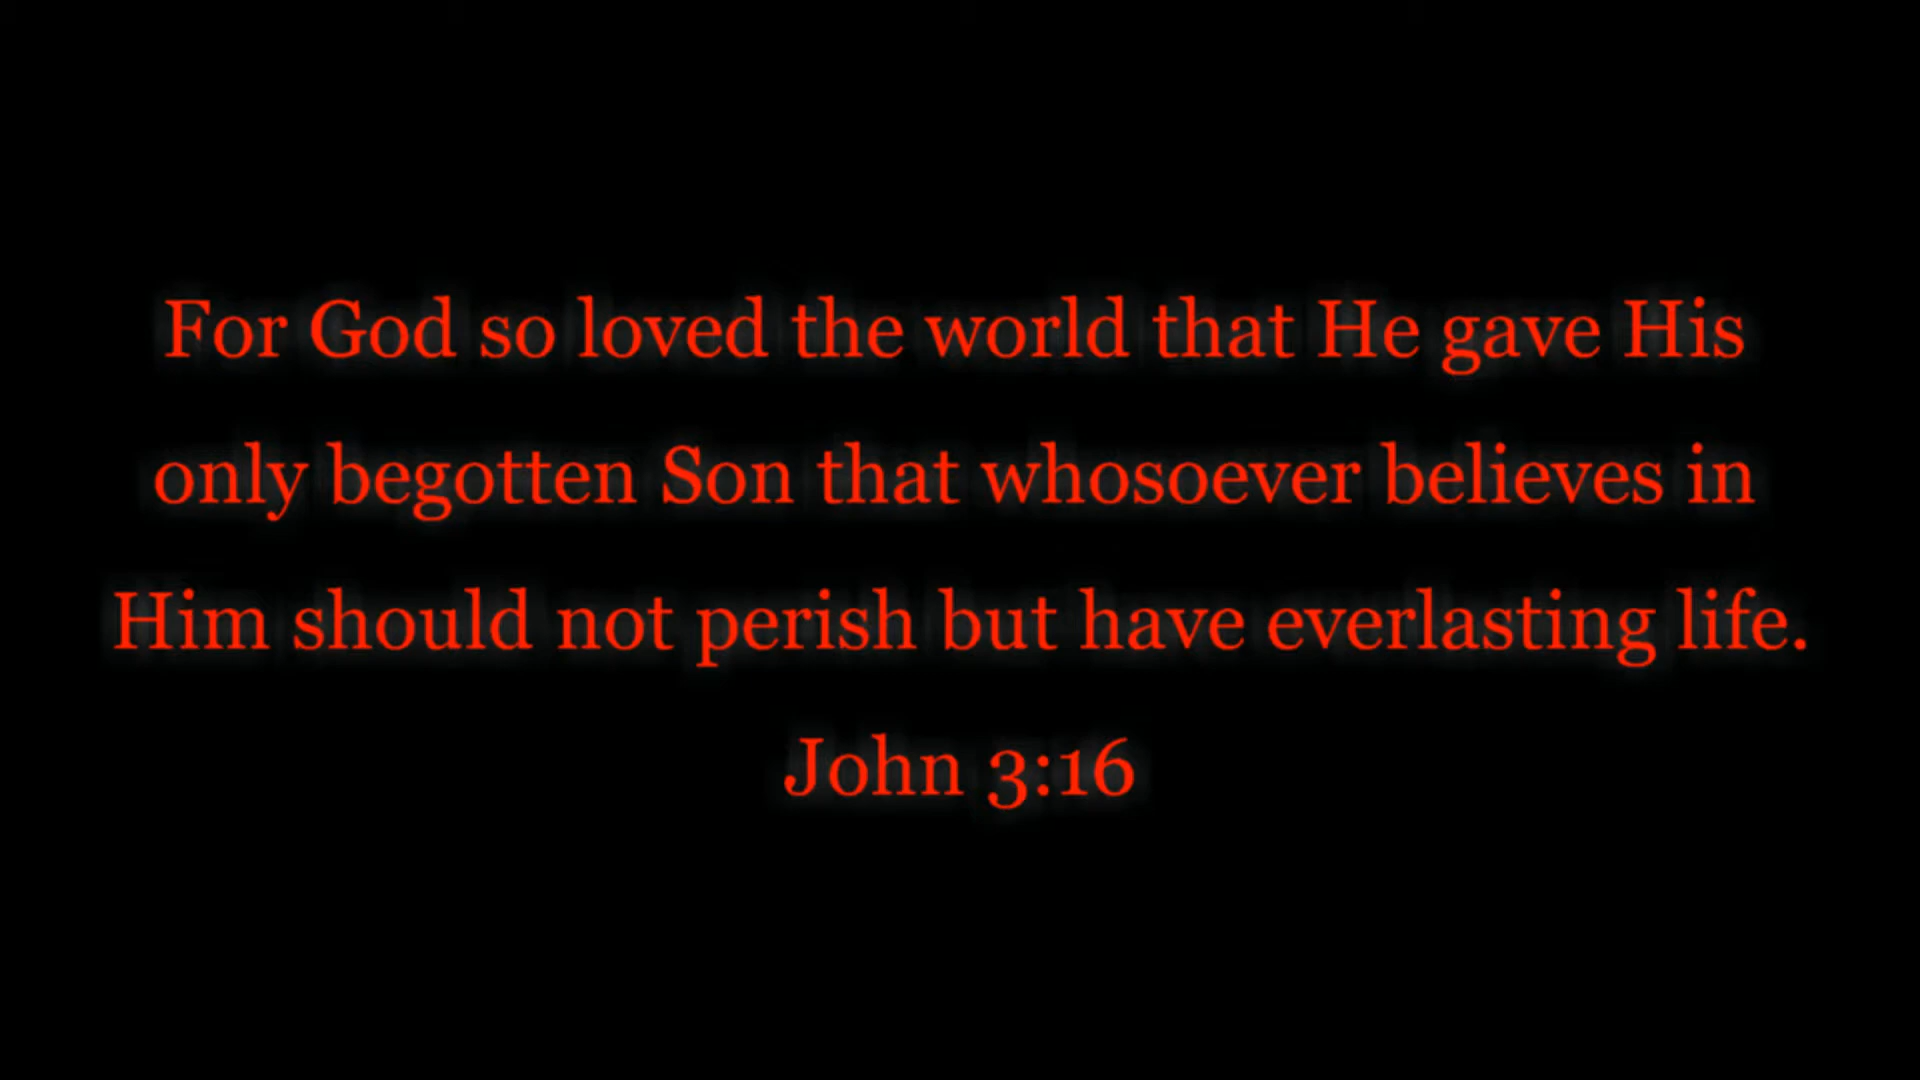 For God so loved the world that He gave His
only begotten Son that whosoever believes in
Him should not perish but have everlasting life.
John 3:16